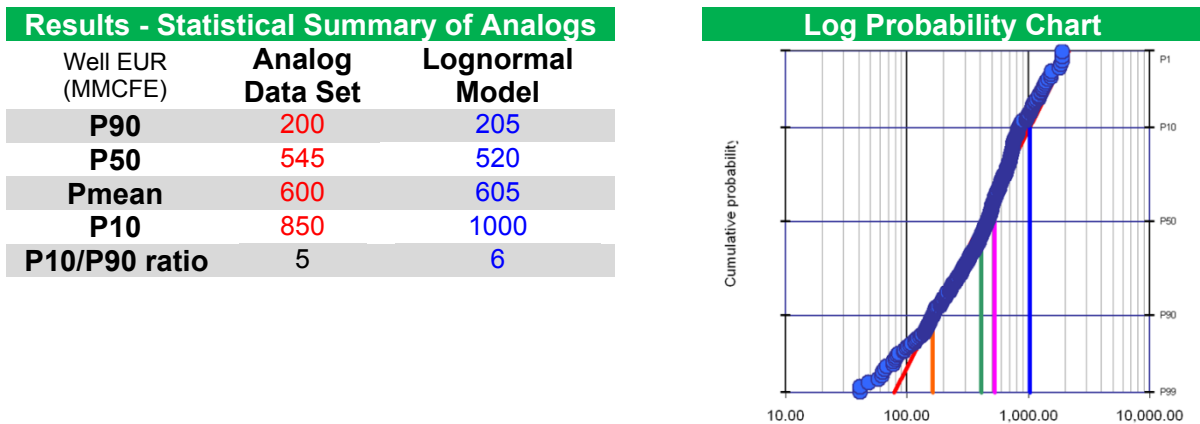 Results - Statistical Summary of Analogs
Well EUR (MMCFE) Analog Data Set Lognormal Model
P90 200 205
P50 545 520
Pmean 600 605
P10 850 1000
P10/P90 ratio 5 6
Log Probability Chart
Cumulative probability
P1
P10
P50
P90
P99
10.00 100.00 1,000.00 10,000.00